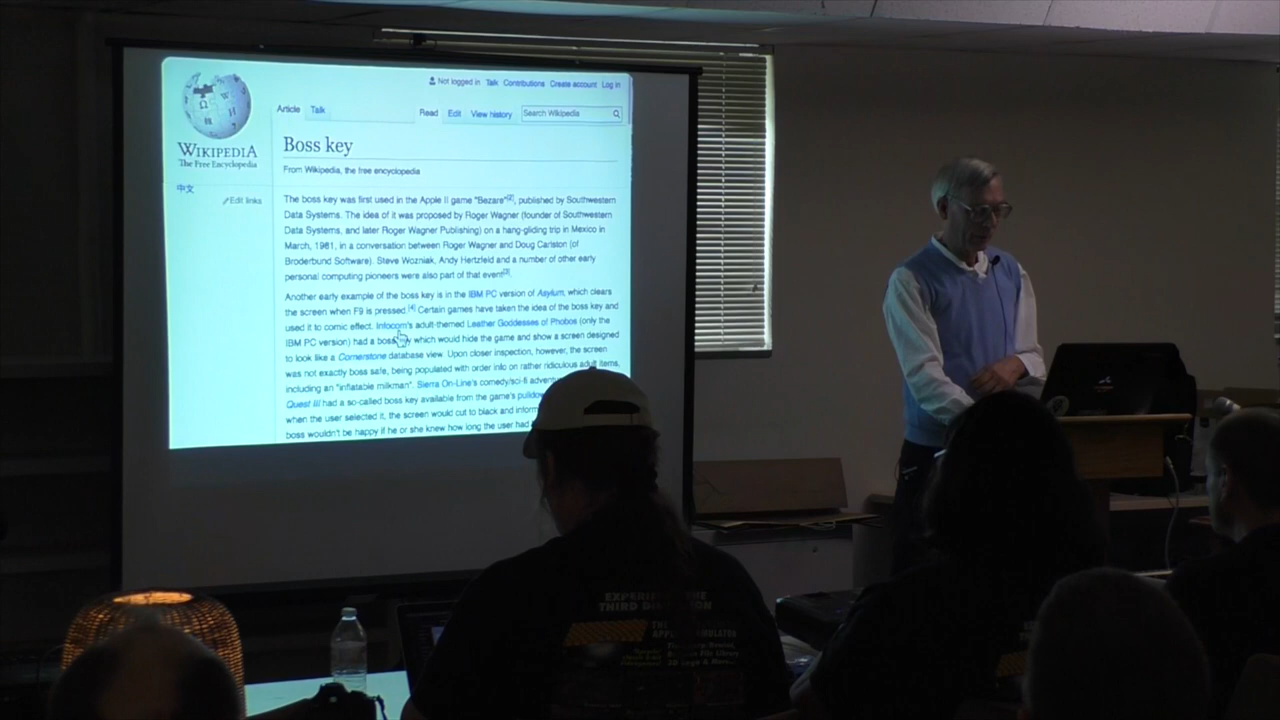 Not logged in Talk Contributions Create account Log in
Article Talk
Read Edit View history Search Wikipedia
WIKIPEDIA
The Free Encyclopedia
中文
Edit links
Boss key
From Wikipedia, the free encyclopedia
The boss key was first used in the Apple II game "Bezare"[2], published by Southwestern
Data Systems. The idea of it was proposed by Roger Wagner (founder of Southwestern
Data Systems, and later Roger Wagner Publishing) on a hang-gliding trip in Mexico in
March, 1981, in a conversation between Roger Wagner and Doug Carlston (of
Broderbund Software). Steve Wozniak, Andy Hertzfeld and a number of other early
personal computing pioneers were also part of that event[3]
Another early example of the boss key is in the IBM PC version of Asylum, which clears
the screen when F9 is pressed.[4] Certain games have taken the idea of the boss key and
used it to comic effect. Infocom's adult-themed Leather Goddesses of Phobos (only the
IBM PC version) had a boss which would hide the game and show a screen designed
to look like a Cornerstone database view. Upon closer inspection, however, the screen
was not exactly boss safe, being populated with order info on rather ridiculous adult items,
including an "inflatable milkman". Sierra On-Line's comedy/sci-fi
Quest III had a so-called boss key available from the game's
when the user selected it, the screen would cut to black and
boss wouldn't be happy if he or she knew how long the user had
THE
THIRD
THE